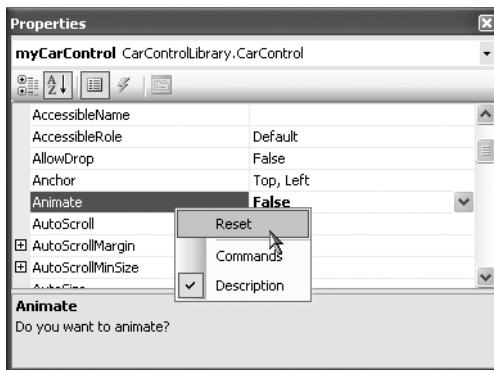 Properties
myCarControl CarControlLibrary.CarControl
AccessibleName
AccessibleRole Default
AllowDrop False
Anchor Top, Left
Animate False
AutoScroll
Reset
AutoScrollMargin
Commands
AutoScrollMinSize
Description
Animate
Do you want to animate?